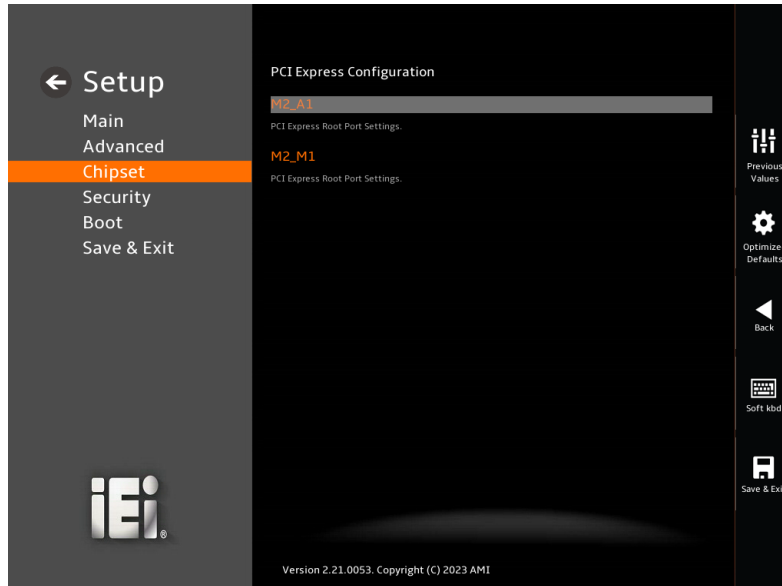 Setup
Main
Advanced
Chipset
Security
Boot
Save & Exit
iEi®
PCI Express Configuration
M2_A1
PCI Express Root Port Settings.
M2_M1
PCI Express Root Port Settings.
Version 2.21.0053. Copyright (C) 2023 AMI
Previous
Values
Optimize
Defaults
Back
Soft kbd
Save & Exi